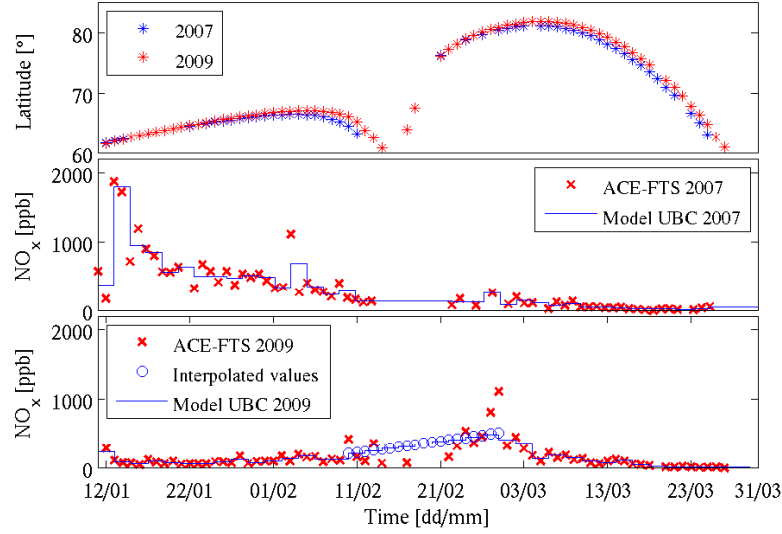 Latitude [°]
80
70
60
2007
2009
NOx [ppb]
2000
1000
0
ACE-FTS 2007
Model UBC 2007
NOx [ppb]
2000
1000
0
ACE-FTS 2009
Interpolated values
Model UBC 2009
12/01 22/01 01/02 11/02 21/02 03/03 13/03 23/03 31/03
Time [dd/mm]